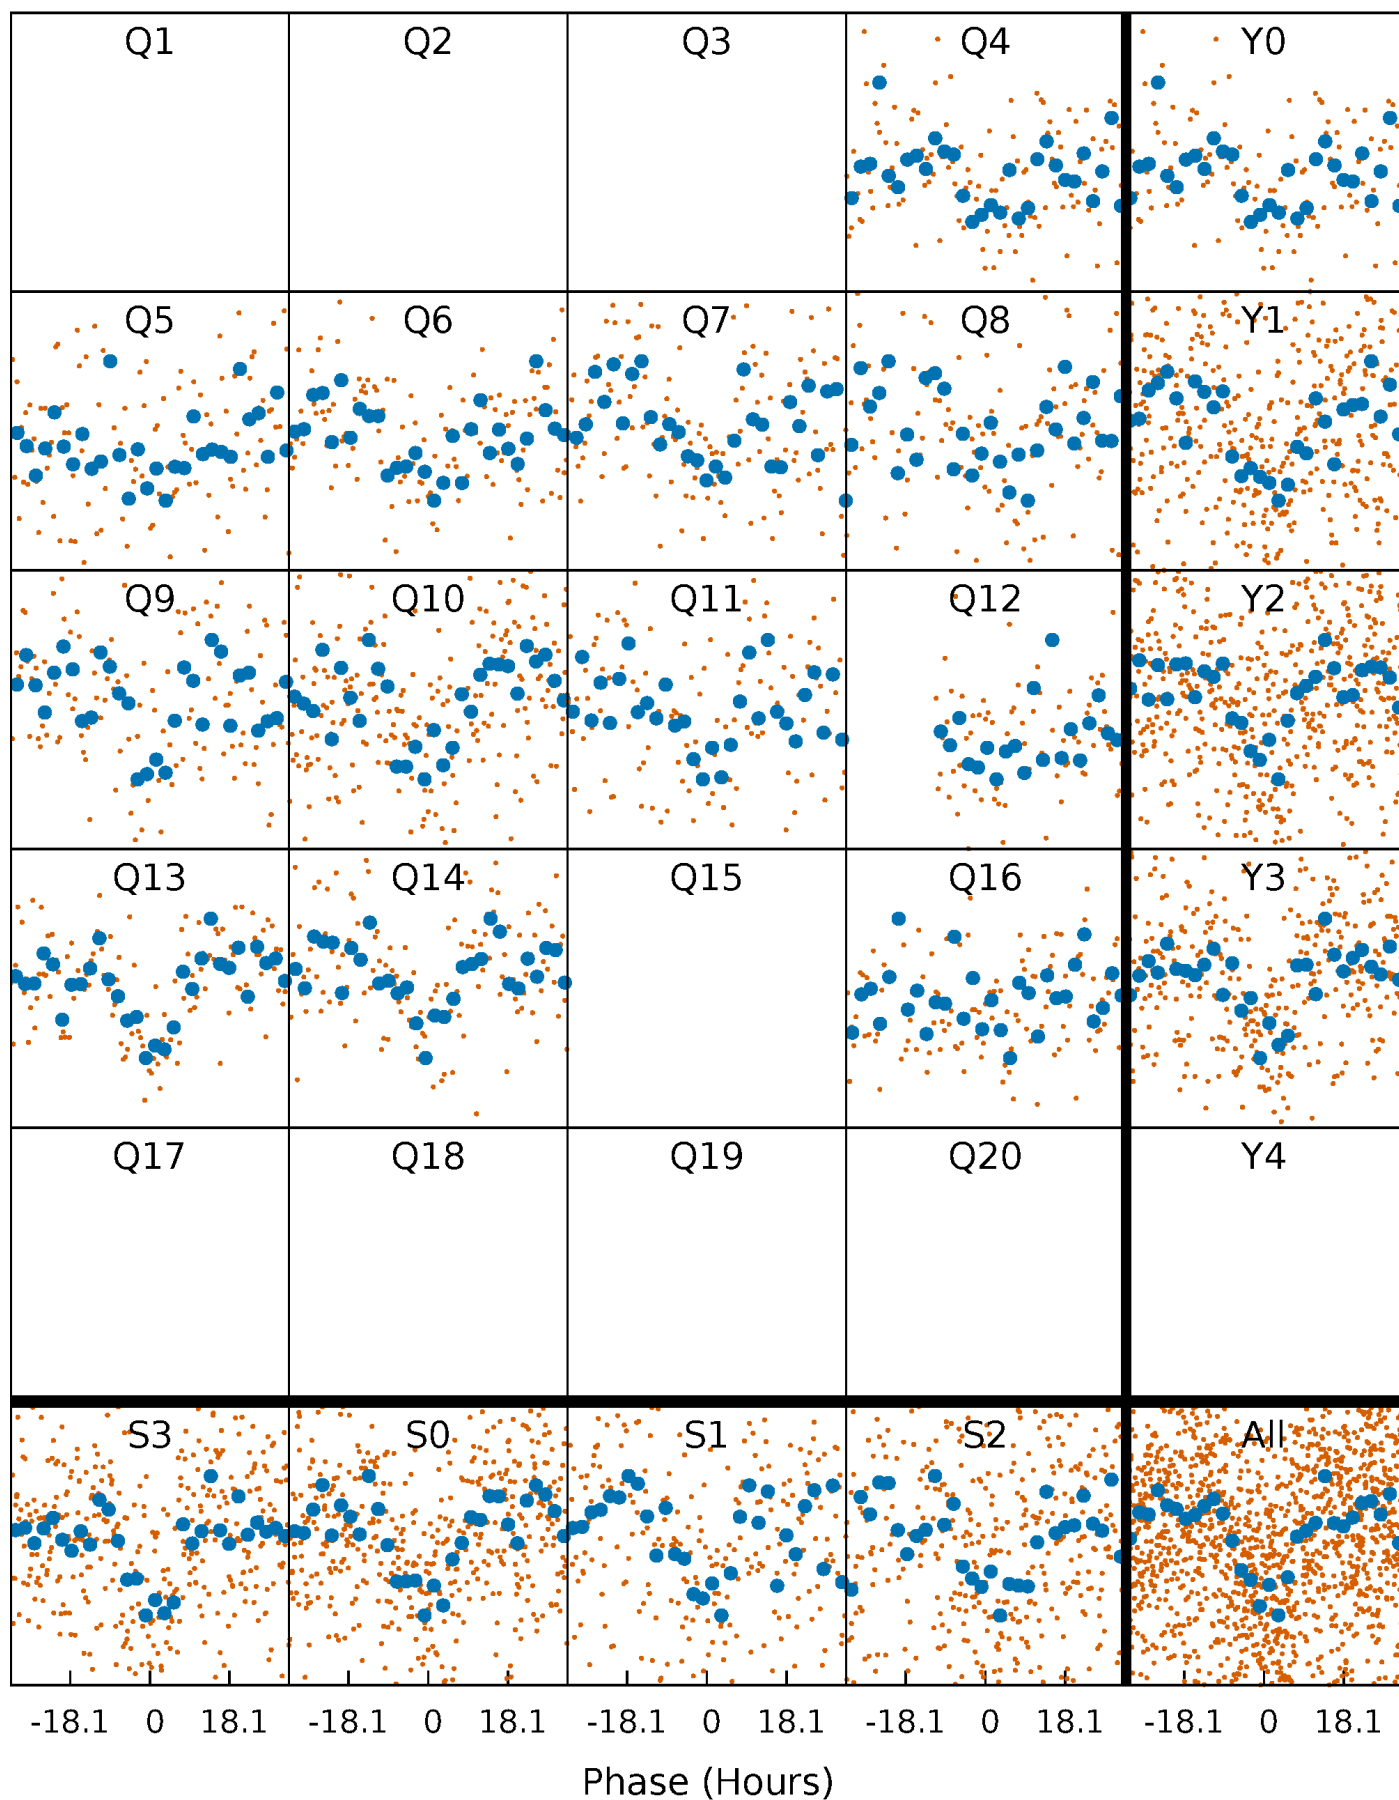 Q1 Q2 Q3 Q4 Y0
Q5 Q6 Q7 Q8 Y1
Q9 Q10 Q11 Q12 Y2
Q13 Q14 Q15 Q16 Y3
Q17 Q18 Q19 Q20 Y4
S3 S0 S1 S2 All
-18.1 0 18.1 -18.1 0 18.1 -18.1 0 18.1 -18.1 0 18.1 -18.1 0 18.1
Phase (Hours)